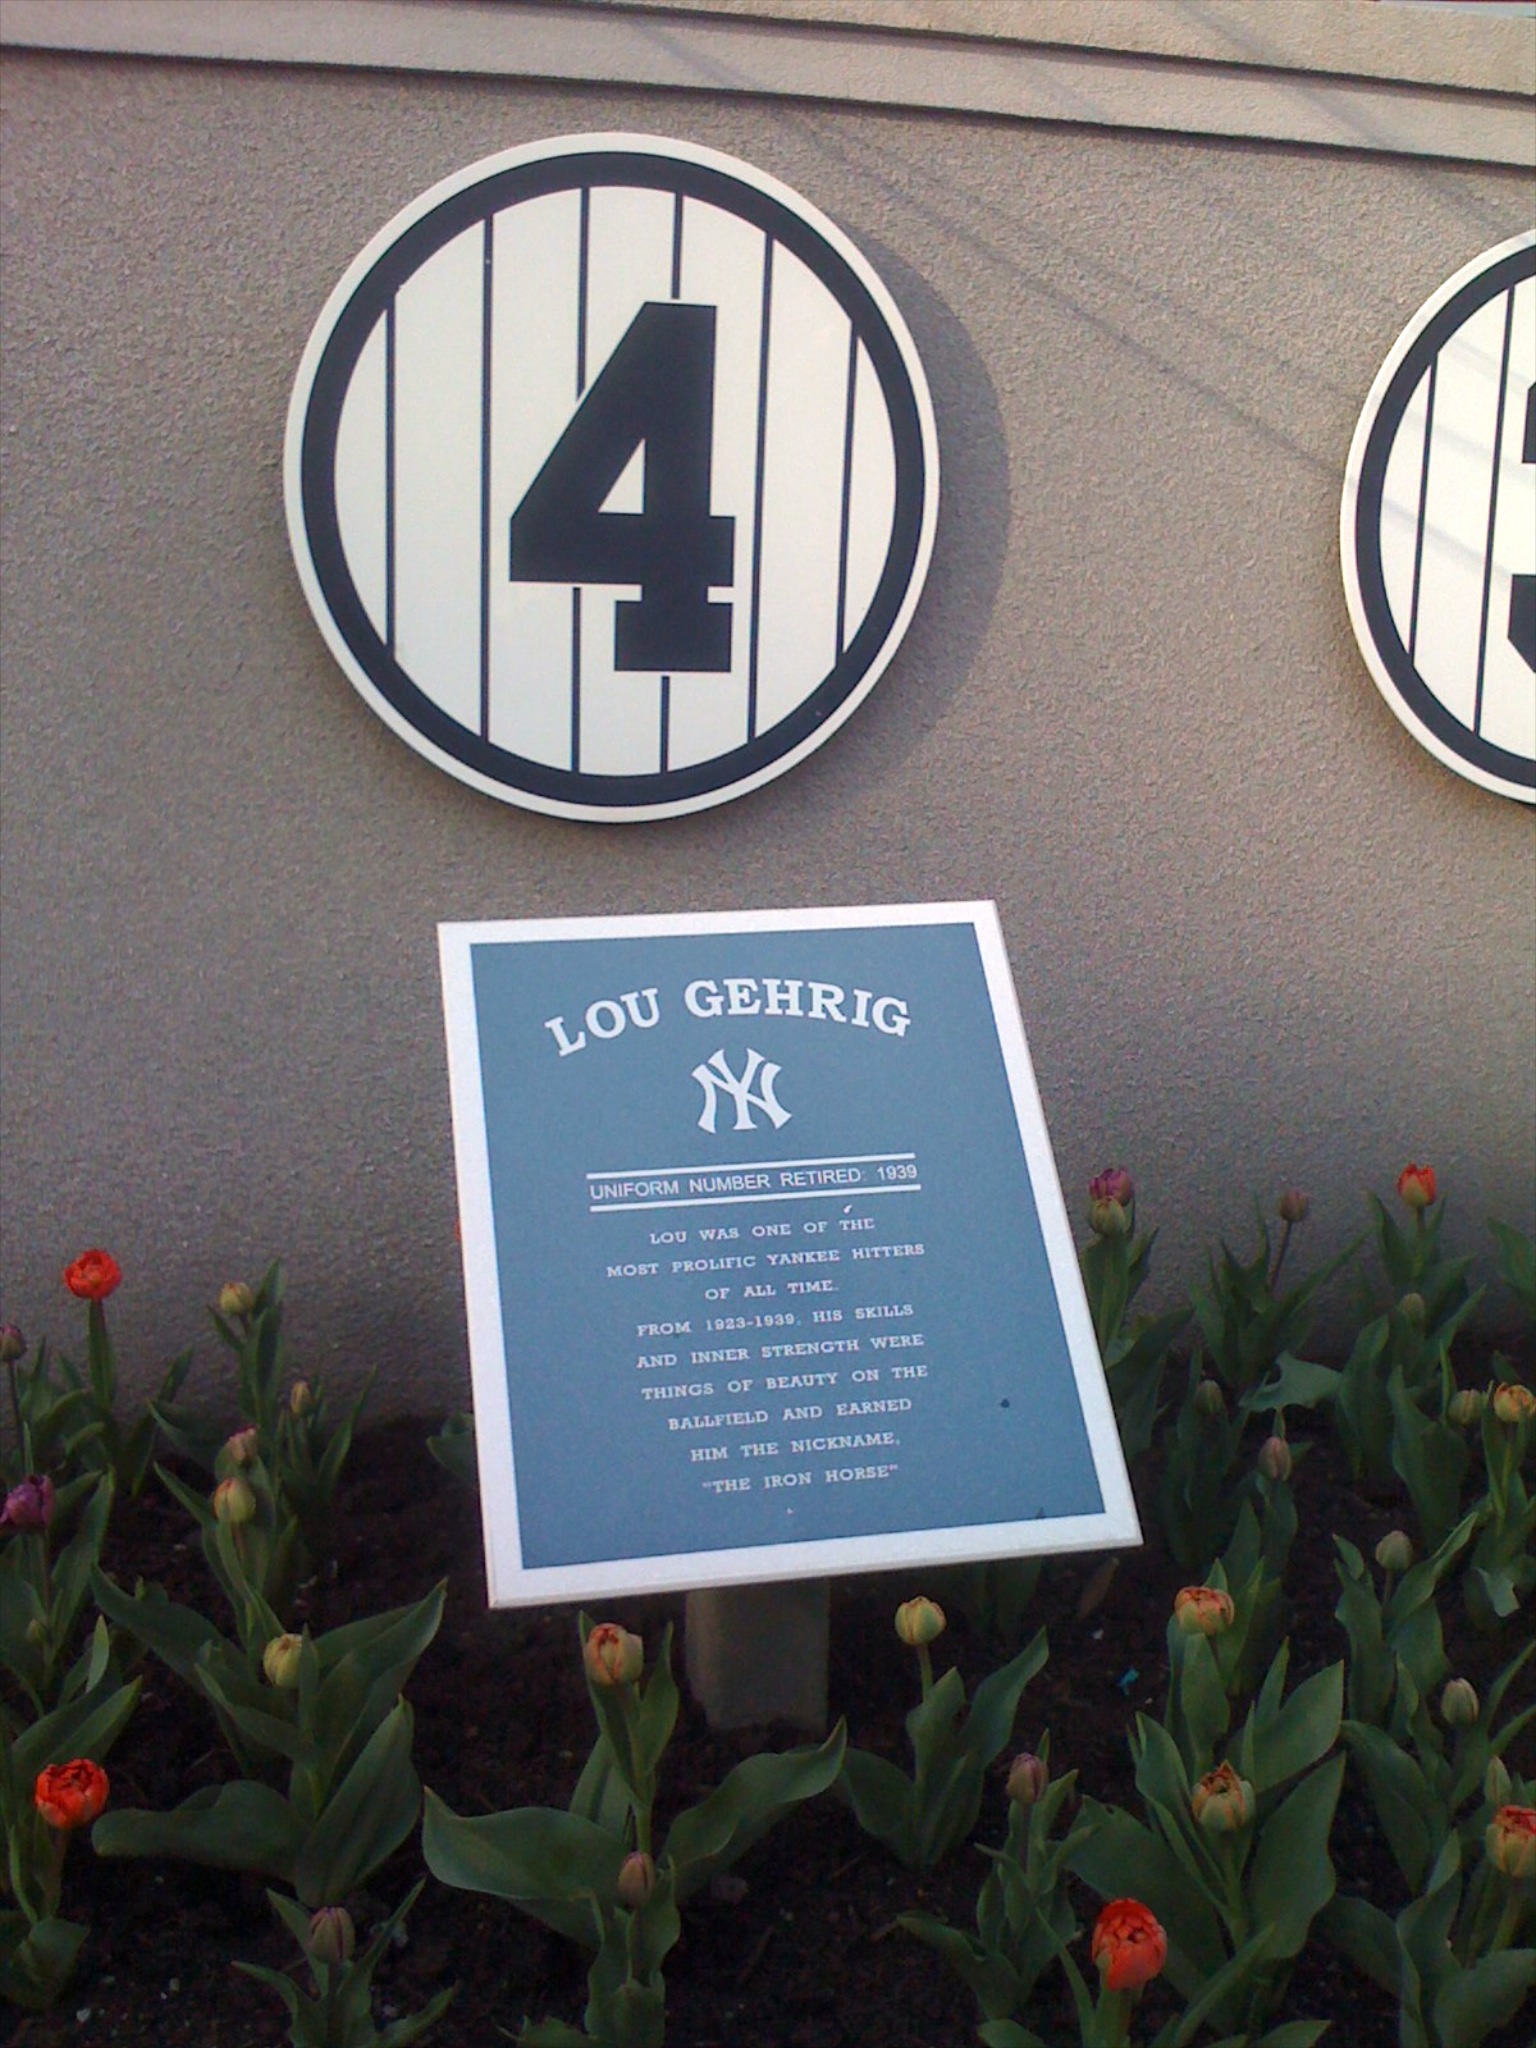 4
LOU GEHRIG
NY
UNIFORM NUMBER RETIRED: 1939
LOU WAS ONE OF THE
MOST PROLIFIC YANKEE HITTERS
OF ALL TIME.
FROM 1923-1939, HIS SKILLS
AND INNER STRENGTH WERE
THINGS OF BEAUTY ON THE
BALLFIELD AND EARNED
HIM THE NICKNAME,
"THE IRON HORSE"